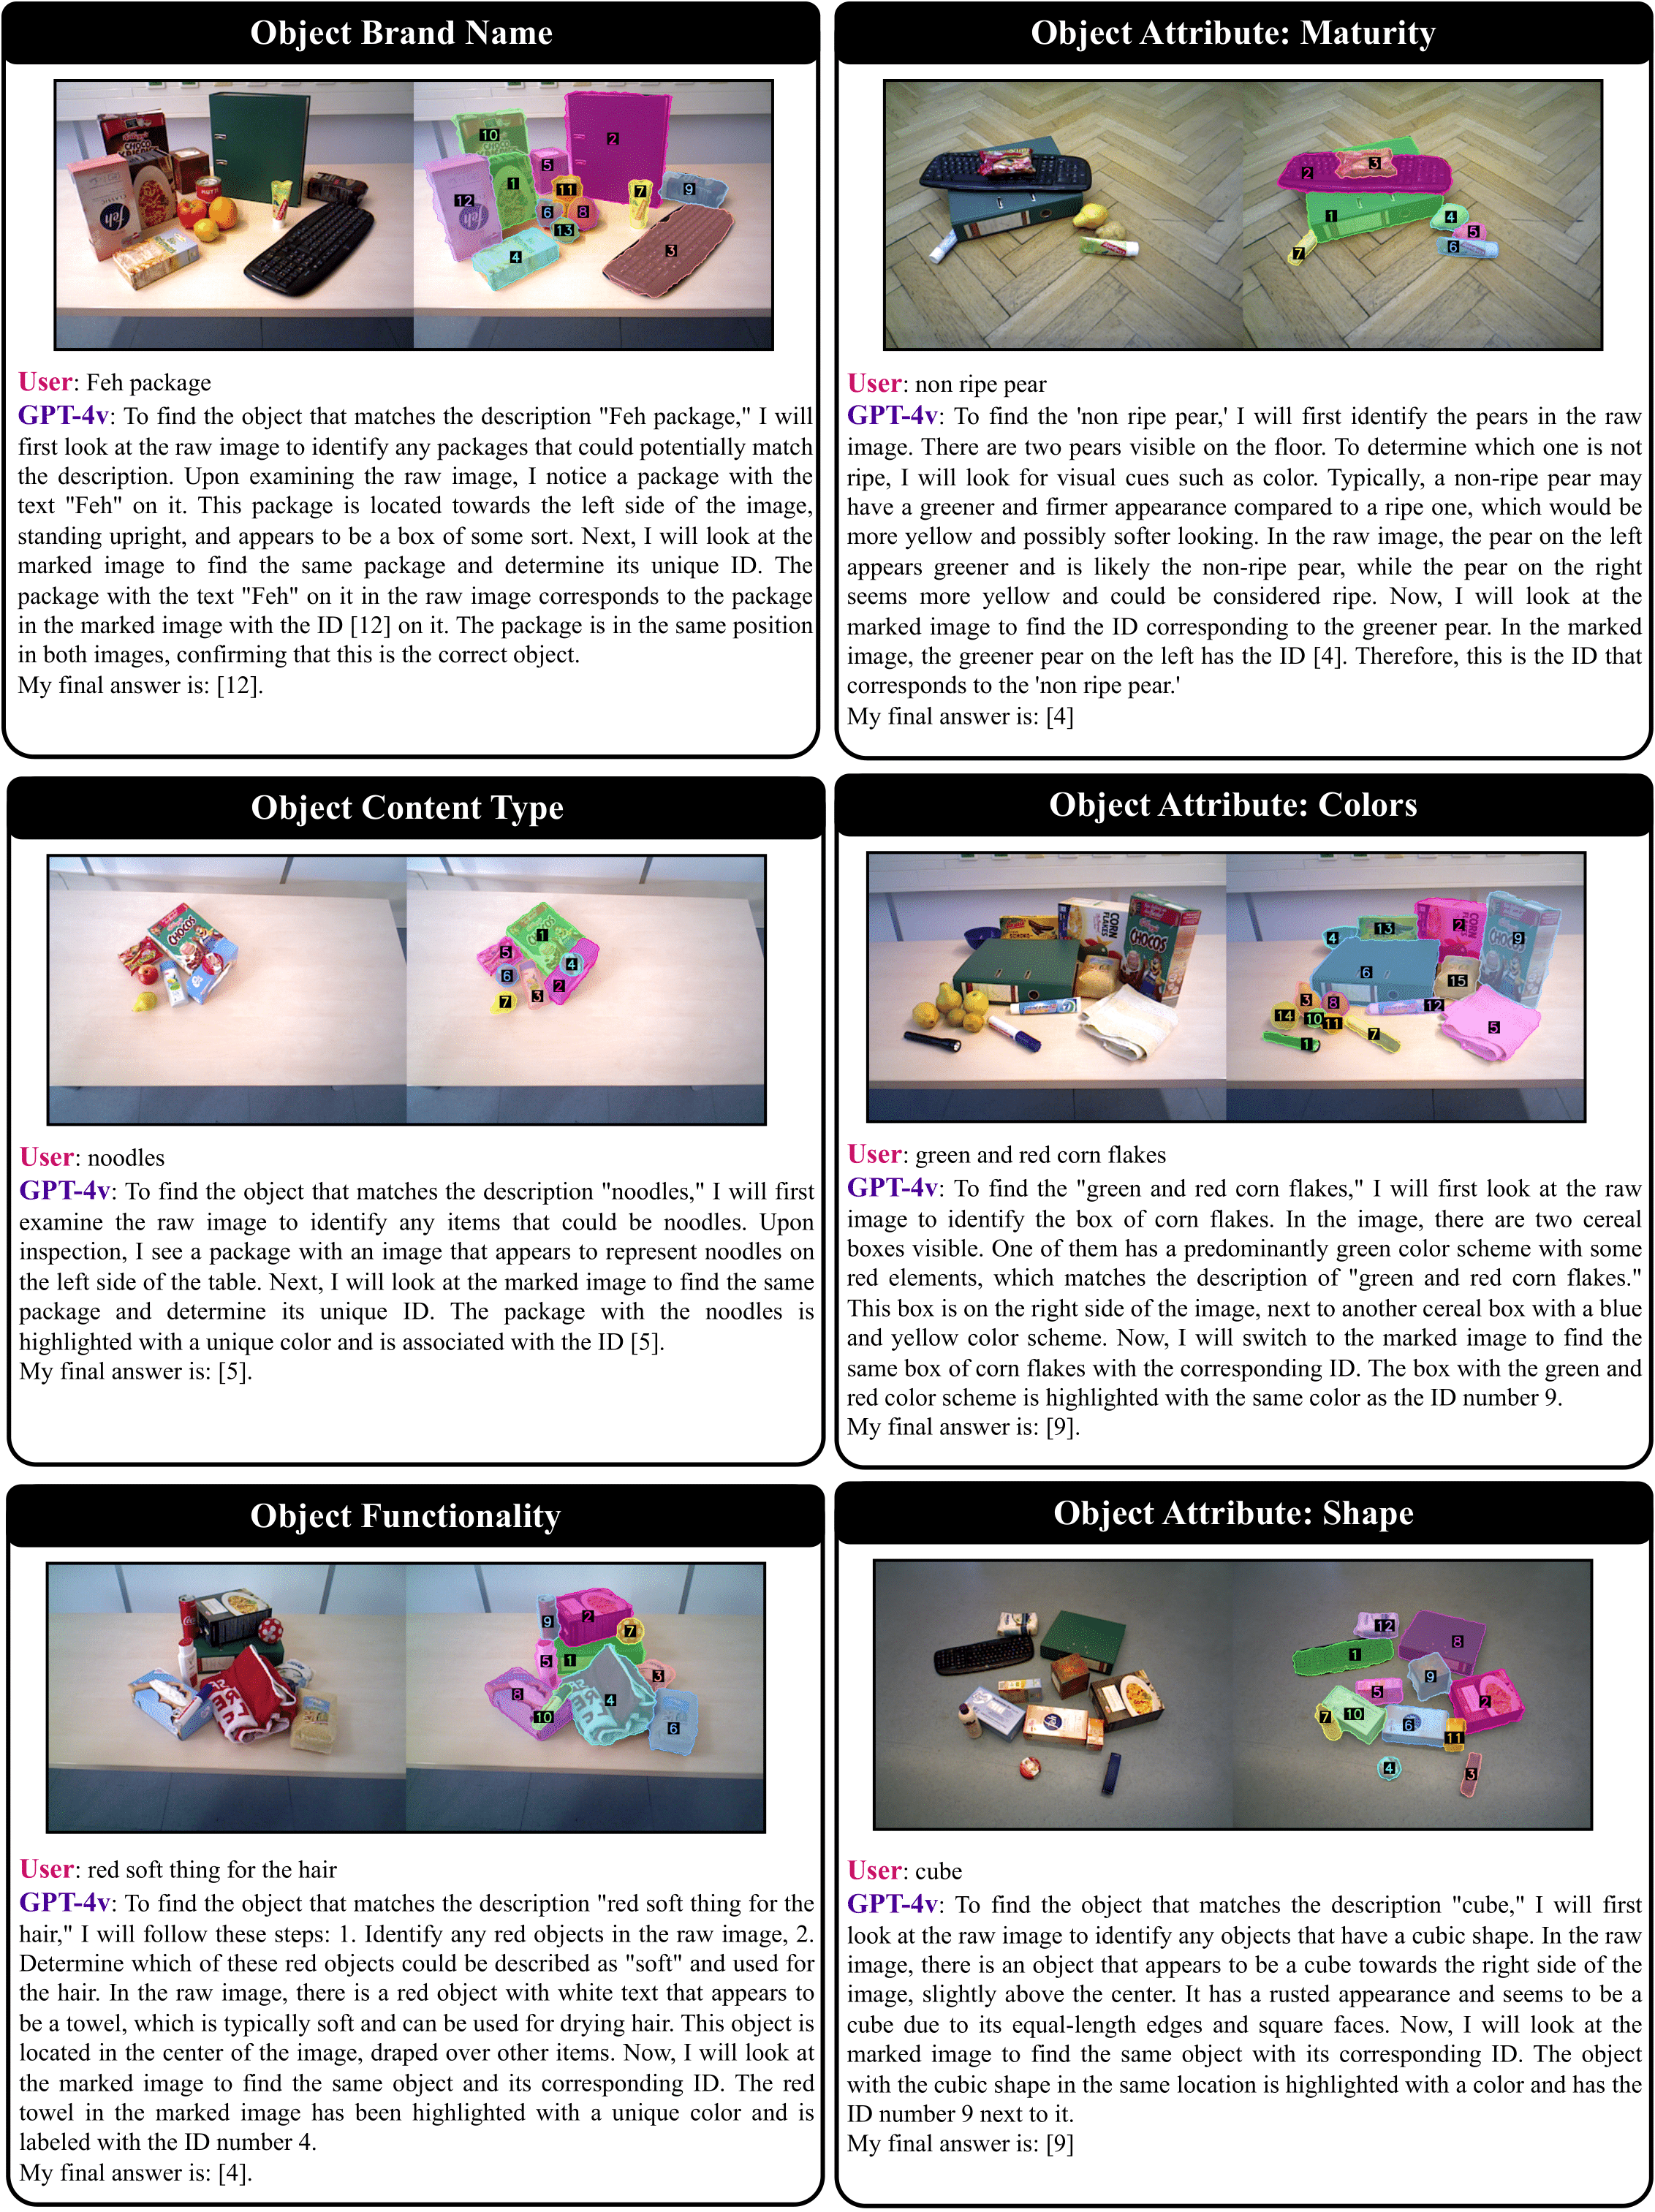 Object Brand Name
10
2
5
12
1
11
7
9
6
8
13
4
3
feh
feh
CHOCO
User: Feh package
GPT-4v: To find the object that matches the description "Feh package," I will
first look at the raw image to identify any packages that could potentially match
the description. Upon examining the raw image, I notice a package with the
text "Feh" on it. This package is located towards the left side of the image,
standing upright, and appears to be a box of some sort. Next, I will look at the
marked image to find the same package and determine its unique ID. The
package with the text "Feh" on it in the raw image corresponds to the package
in the marked image with the ID [12] on it. The package is in the same position
in both images, confirming that this is the correct object.
My final answer is: [12].
Object Attribute: Maturity
3
2
1
4
5
6
7
User: non ripe pear
GPT-4v: To find the 'non ripe pear,' I will first identify the pears in the raw
image. There are two pears visible on the floor. To determine which one is not
ripe, I will look for visual cues such as color. Typically, a non-ripe pear may
have a greener and firmer appearance compared to a ripe one, which would be
more yellow and possibly softer looking. In the raw image, the pear on the left
appears greener and is likely the non-ripe pear, while the pear on the right
seems more yellow and could be considered ripe. Now, I will look at the
marked image to find the ID corresponding to the greener pear. In the marked
image, the greener pear on the left has the ID [4]. Therefore, this is the ID that
corresponds to the 'non ripe pear.'
My final answer is: [4]
Object Content Type
CHOCOS
CHOCOS
1
5
4
6
2
3
7
User: noodles
GPT-4v: To find the object that matches the description "noodles," I will first
examine the raw image to identify any items that could be noodles. Upon
inspection, I see a package with an image that appears to represent noodles on
the left side of the table. Next, I will look at the marked image to find the same
package and determine its unique ID. The package with the noodles is
highlighted with a unique color and is associated with the ID [5].
My final answer is: [5].
Object Attribute: Colors
CORN
FLAKES
CHOCOS
CORN
CHOCOS
4
13
2
9
6
15
3
8
12
14
10
11
7
5
1
User: green and red corn flakes
GPT-4v: To find the "green and red corn flakes," I will first look at the raw
image to identify the box of corn flakes. In the image, there are two cereal
boxes visible. One of them has a predominantly green color scheme with some
red elements, which matches the description of "green and red corn flakes."
This box is on the right side of the image, next to another cereal box with a blue
and yellow color scheme. Now, I will switch to the marked image to find the
same box of corn flakes with the corresponding ID. The box with the green and
red color scheme is highlighted with the same color as the ID number 9.
My final answer is: [9].
Object Functionality
9
2
7
5
1
3
8
4
10
6
User: red soft thing for the hair
GPT-4v: To find the object that matches the description "red soft thing for the
hair," I will follow these steps: 1. Identify any red objects in the raw image, 2.
Determine which of these red objects could be described as "soft" and used for
the hair. In the raw image, there is a red object with white text that appears to
be a towel, which is typically soft and can be used for drying hair. This object is
located in the center of the image, draped over other items. Now, I will look at
the marked image to find the same object and its corresponding ID. The red
towel in the marked image has been highlighted with a unique color and is
labeled with the ID number 4.
My final answer is: [4].
Object Attribute: Shape
12
8
1
9
5
2
7
10
6
11
4
3
User: cube
GPT-4v: To find the object that matches the description "cube," I will first
look at the raw image to identify any objects that have a cubic shape. In the raw
image, there is an object that appears to be a cube towards the right side of the
image, slightly above the center. It has a rusted appearance and seems to be a
cube due to its equal-length edges and square faces. Now, I will look at the
marked image to find the same object with its corresponding ID. The object
with the cubic shape in the same location is highlighted with a color and has the
ID number 9 next to it.
My final answer is: [9]